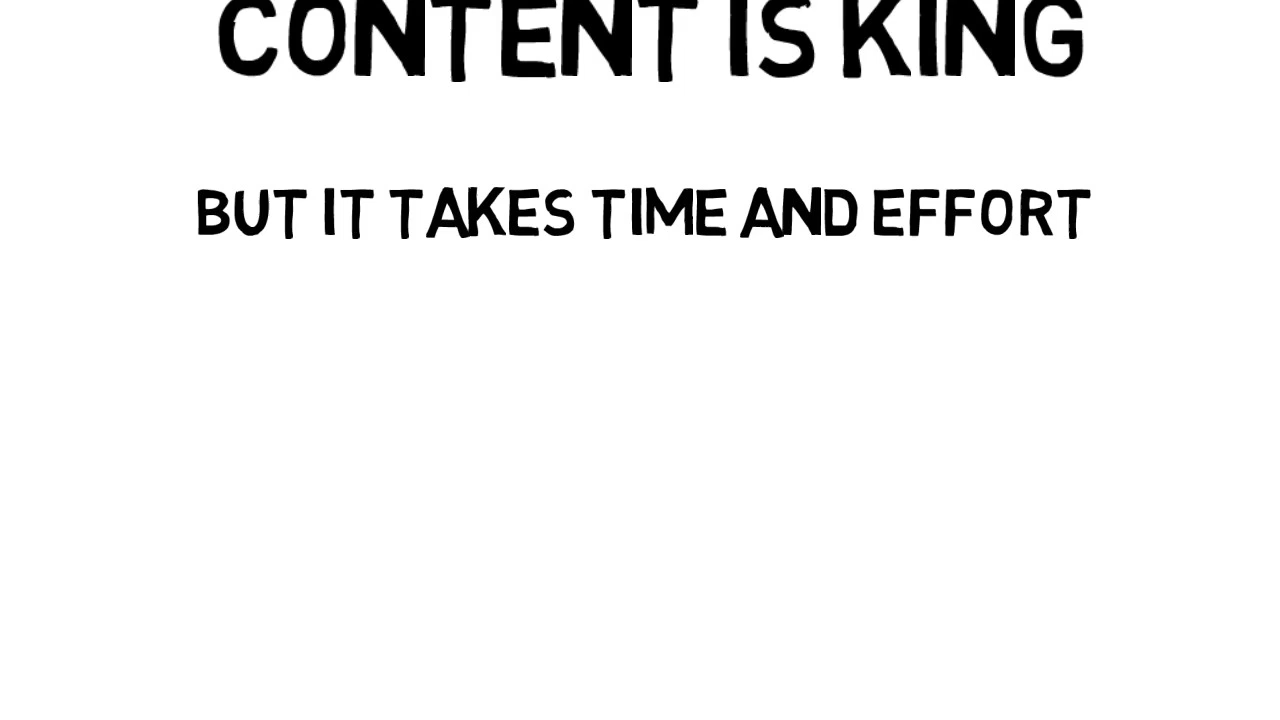 CONTENT IS KING
BUT IT TAKES TIME AND EFFORT